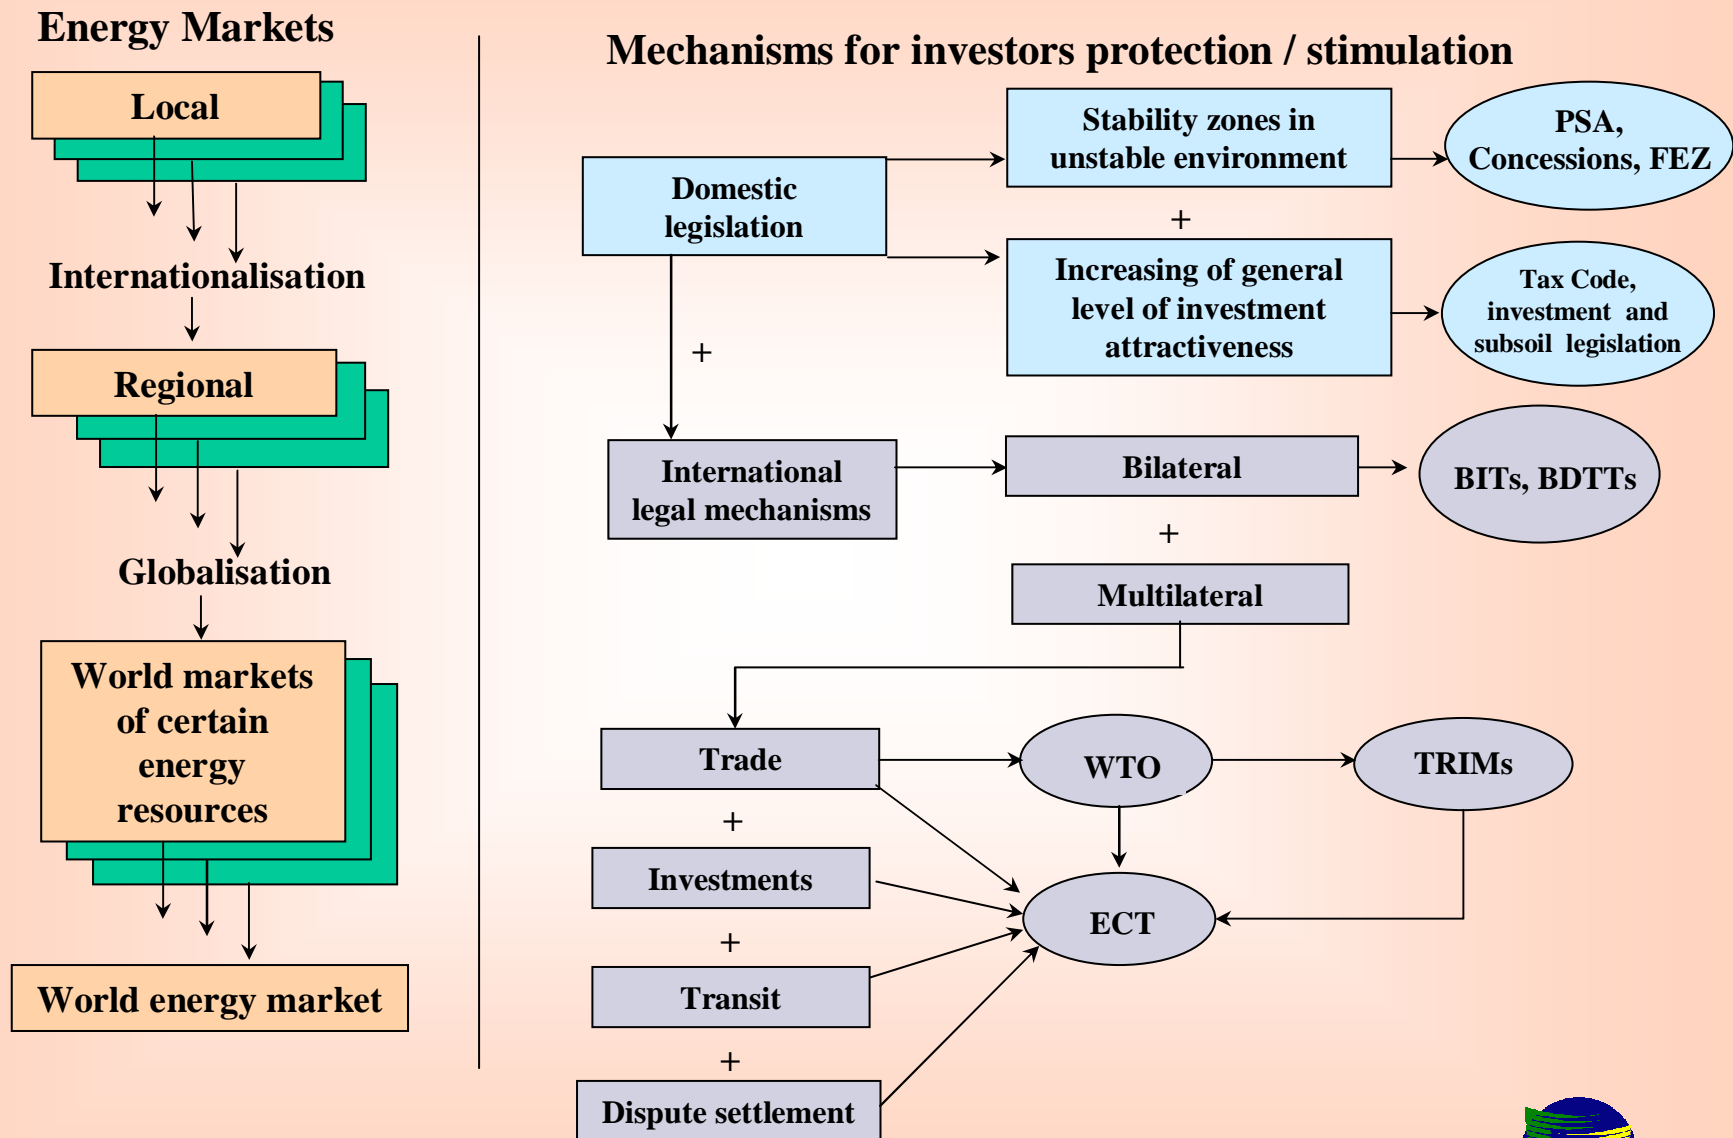 Energy Markets
Local
Internationalisation
Regional
Globalisation
World markets
of certain
energy
resources
World energy market
Mechanisms for investors protection / stimulation
Domestic
legislation
Stability zones in
unstable environment
PSA,
Concessions, FEZ
+
Increasing of general
level of investment
attractiveness
Tax Code,
investment and
subsoil legislation
+
International
legal mechanisms
Bilateral
BITs, BDTTs
+
Multilateral
Trade
WTO
TRIMs
+
Investments
ECT
+
Transit
+
Dispute settlement